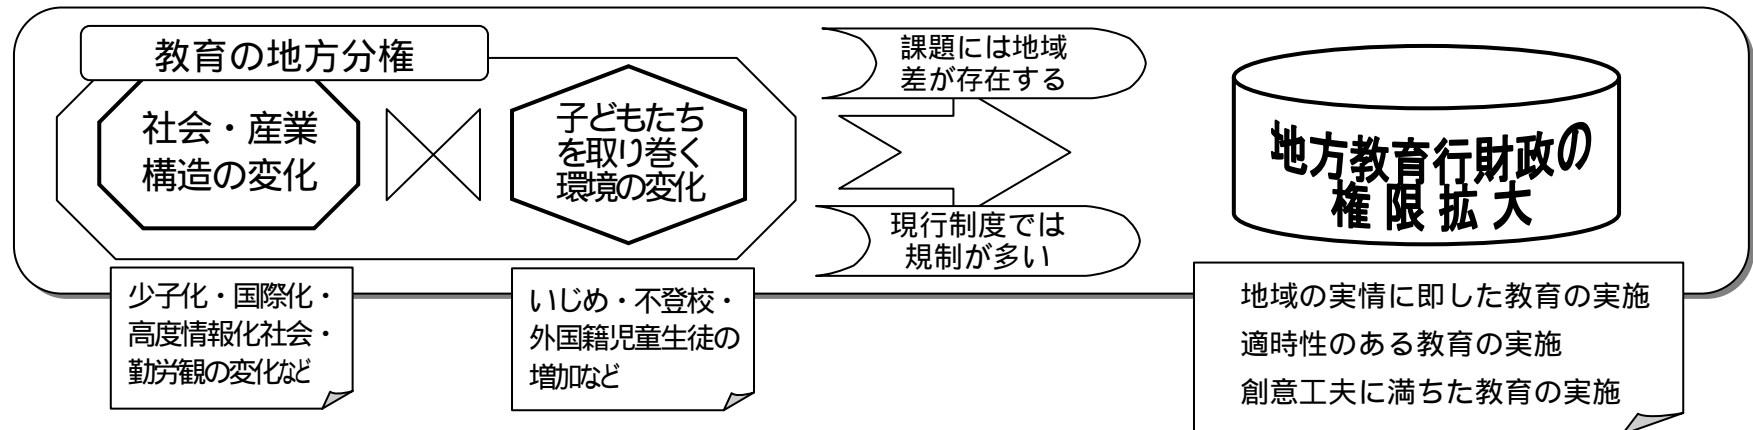 教育の地方分権
社会・産業
構造の変化
子どもたち
を取り巻く
環境の変化
課題には地域
差が存在する
現行制度では
規制が多い
地方教育行財政の
権限拡大
少子化・国際化・
高度情報化社会・
勤労観の変化など
いじめ・不登校・
外国籍児童生徒の
増加など
地域の実情に即した教育の実施
適時性のある教育の実施
創意工夫に満ちた教育の実施